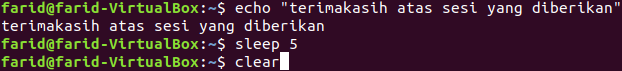 farid@farid-VirtualBox:~$ echo "terimakasih atas sesi yang diberikan"
terimakasih atas sesi yang diberikan
farid@farid-VirtualBox:~$ sleep 5
farid@farid-VirtualBox:~$ clear